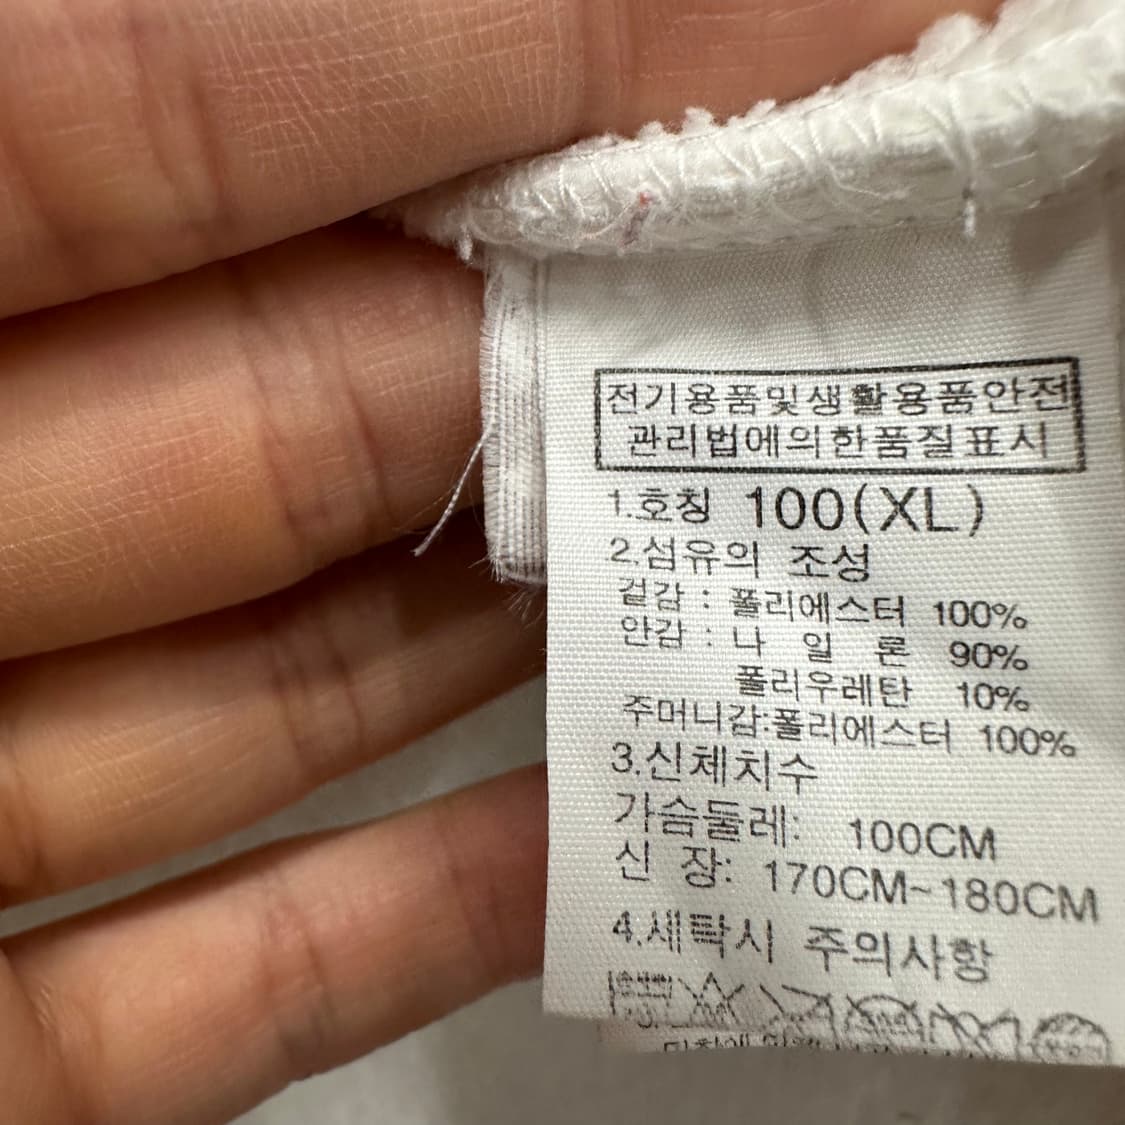 전기용품및생활용품안전
관리법에의한품질표시
1.호칭 100(XL)
2.섬유의 조성
겉감 : 폴리에스터 100%
안감 : 나 일 론 90%
폴리우레탄 10%
주머니감:폴리에스터 100%
3.신체치수
가슴둘레: 100CM
신 장: 170CM~180CM
4.세탁시 주의사항